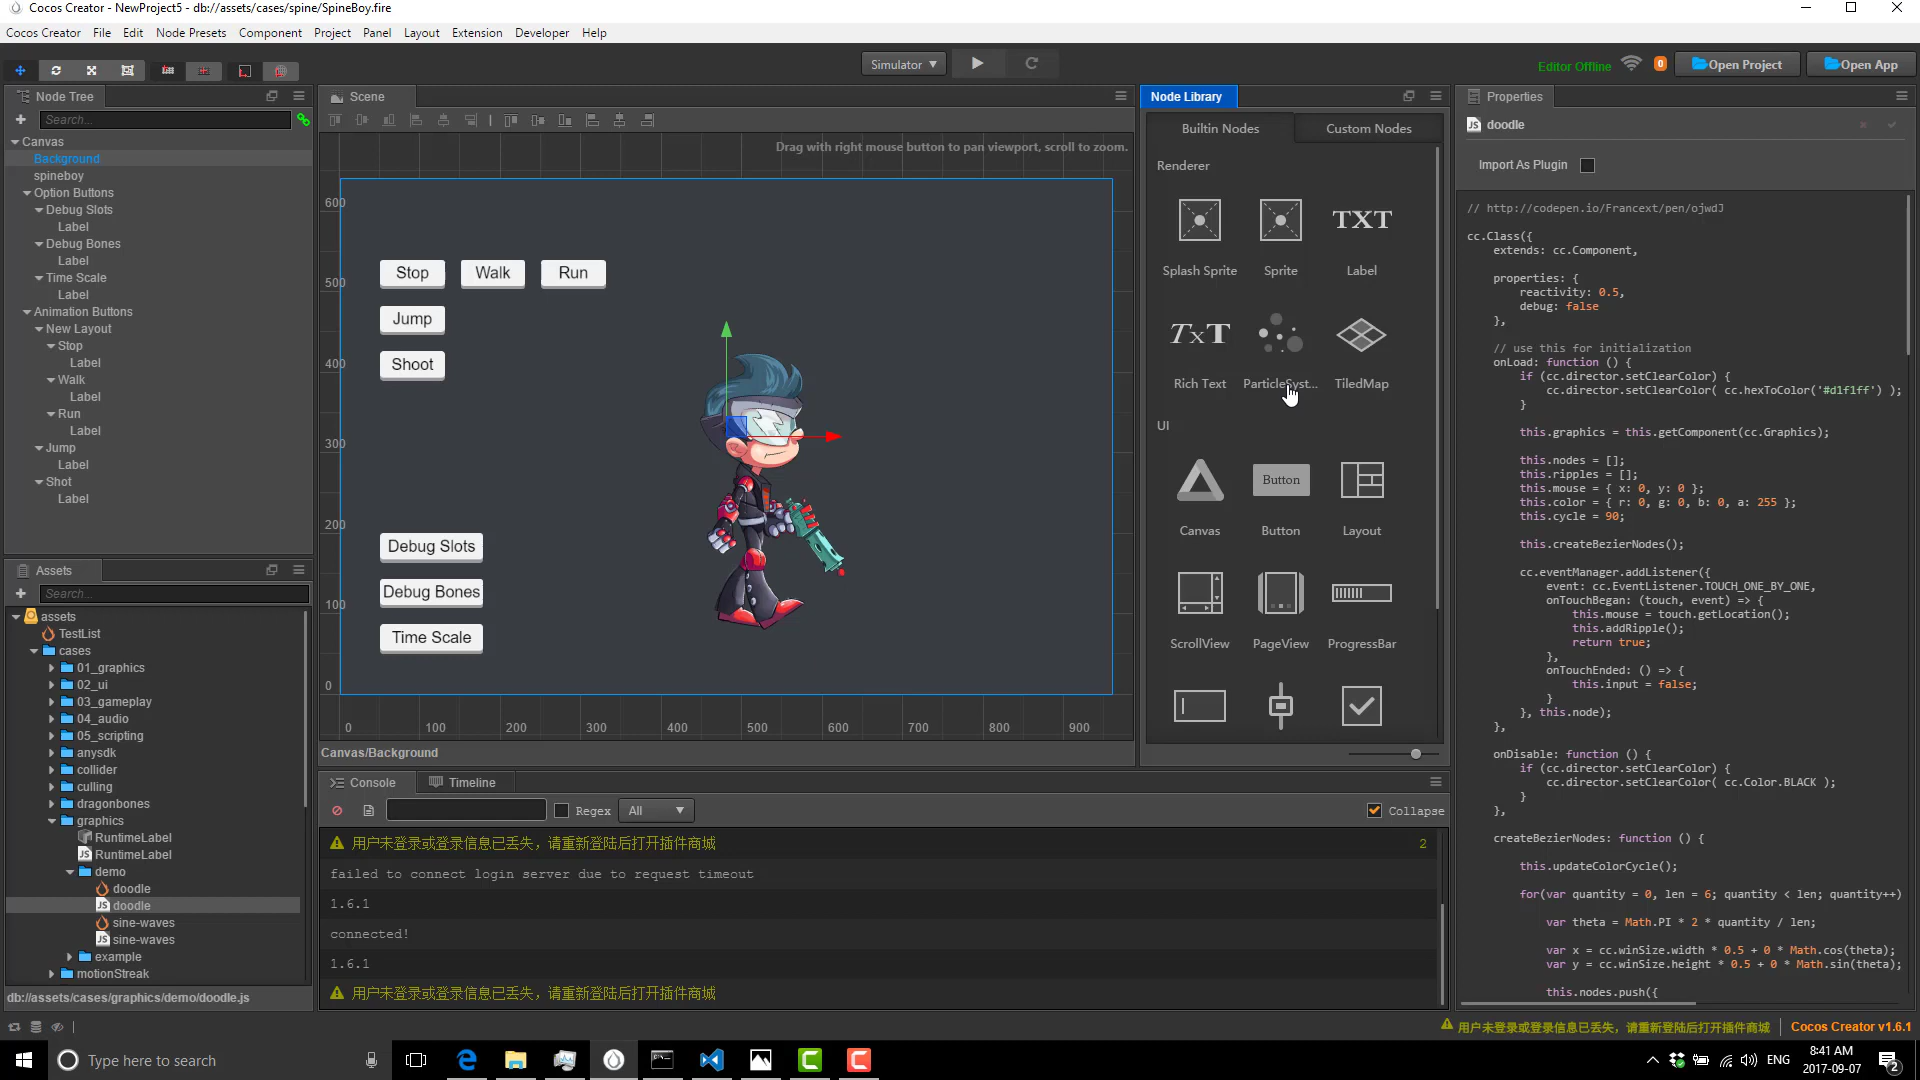 Cocos Creator - NewProject5 - db://assets/cases/spine/SpineBoy.fire
Cocos Creator File Edit Node Presets Component Project Panel Layout Extension Developer Help
Simulator
Editor Offline 0 Open Project Open App
Node Tree
Search...
Canvas
Background
spineboy
Option Buttons
Debug Slots
Label
Debug Bones
Label
Time Scale
Label
Animation Buttons
New Layout
Stop
Label
Walk
Label
Run
Label
Jump
Label
Shot
Label
Assets
Search...
assets
TestList
cases
01_graphics
02_ui
03_gameplay
04_audio
05_scripting
anysdk
collider
culling
dragonbones
graphics
RuntimeLabel
JS RuntimeLabel
demo
doodle
JS doodle
sine-waves
JS sine-waves
example
motionStreak
db://assets/cases/graphics/demo/doodle.js
Scene
Drag with right mouse button to pan viewport, scroll to zoom.
600
500
400
300
200
100
0
Stop Walk Run
Jump
Shoot
Debug Slots
Debug Bones
Time Scale
0 100 200 300 400 500 600 700 800 900
Canvas/Background
Console Timeline
Regex All Collapse
用户未登录或登录信息已丢失，请重新登陆后打开插件商城 2
failed to connect login server due to request timeout
1.6.1
connected!
1.6.1
用户未登录或登录信息已丢失，请重新登陆后打开插件商城
Node Library
Builtin Nodes Custom Nodes
Renderer
TXT
Splash Sprite Sprite Label
TxT
Rich Text ParticleSyst... TiledMap
UI
Button
Canvas Button Layout
ScrollView PageView ProgressBar
Properties
JS doodle
Import As Plugin
// http://codepen.io/Francext/pen/ojwdJ
cc.Class({
extends: cc.Component,
properties: {
reactivity: 0.5,
debug: false
},
// use this for initialization
onLoad: function () {
if (cc.director.setClearColor) {
cc.director.setClearColor( cc.hexToColor('#d1f1ff') );
}
this.graphics = this.getComponent(cc.Graphics);
this.nodes = [];
this.ripples = [];
this.mouse = { x: 0, y: 0 };
this.color = { r: 0, g: 0, b: 0, a: 255 };
this.cycle = 90;
this.createBezierNodes();
cc.eventManager.addListener({
event: cc.EventListener.TOUCH_ONE_BY_ONE,
onTouchBegan: (touch, event) => {
this.mouse = touch.getLocation();
this.addRipple();
return true;
},
onTouchEnded: () => {
this.input = false;
}
}, this.node);
},
onDisable: function () {
if (cc.director.setClearColor) {
cc.director.setClearColor( cc.Color.BLACK );
}
},
createBezierNodes: function () {
this.updateColorCycle();
for(var quantity = 0, len = 6; quantity < len; quantity++)
var theta = Math.PI * 2 * quantity / len;
var x = cc.winSize.width * 0.5 + 0 * Math.cos(theta);
var y = cc.winSize.height * 0.5 + 0 * Math.sin(theta);
this.nodes.push({
用户未登录或登录信息已丢失，请重新登陆后打开插件商城 Cocos Creator v1.6.1
Type here to search
ENG
8:41 AM
2017-09-07
2